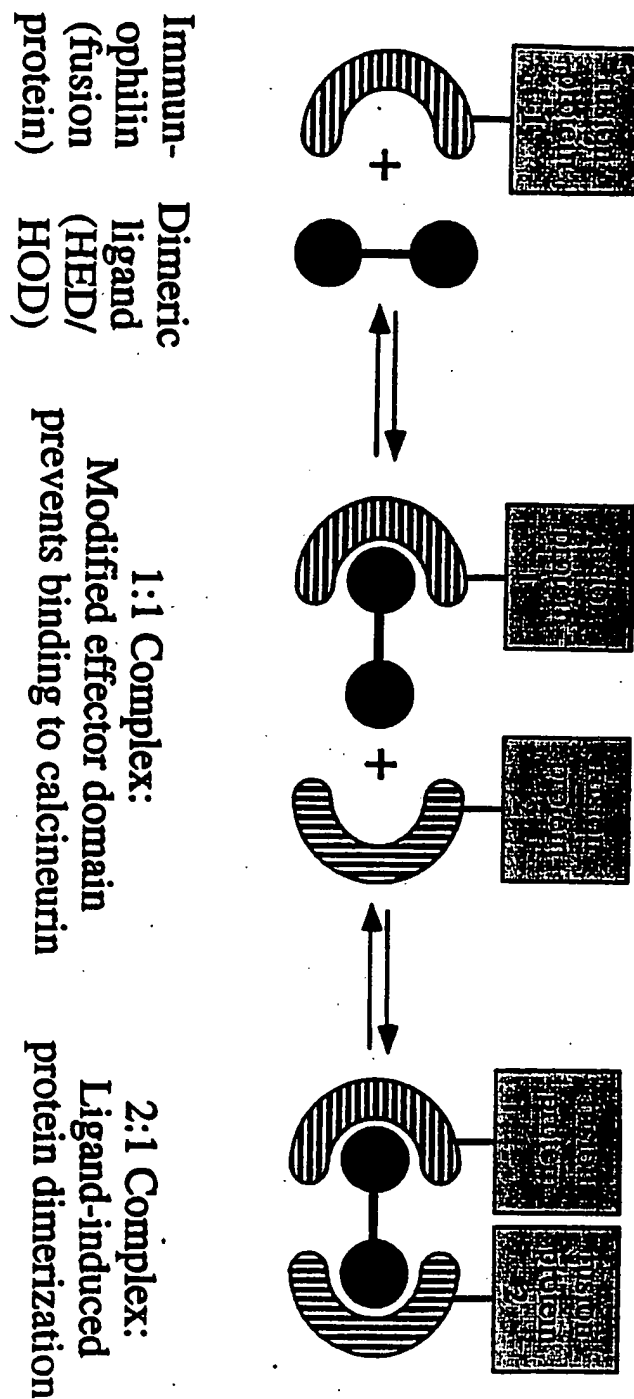 +
+
Immun-
ophilin
(fusion
protein)
Dimeric
ligand
(HED/
HOD)
1:1 Complex:
Modified effector domain
prevents binding to calcineurin
2:1 Complex:
Ligand-induced
protein dimerization